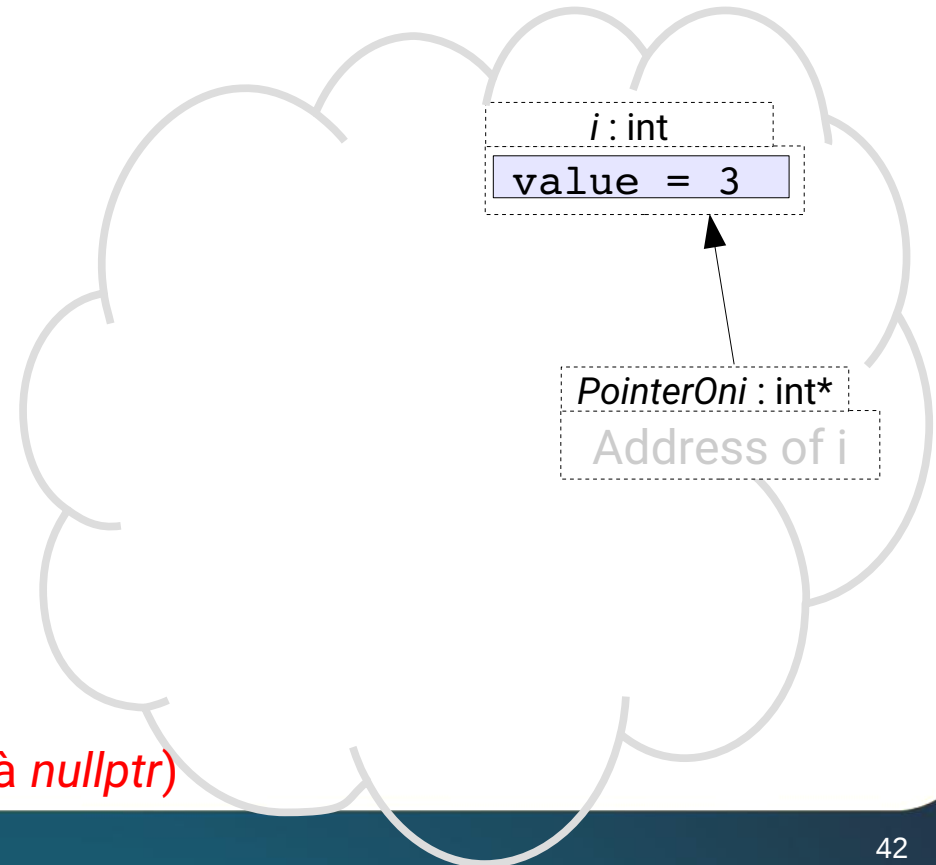 i : int
value = 3
PointerOni : int*
Address of i
à nullptr)
42